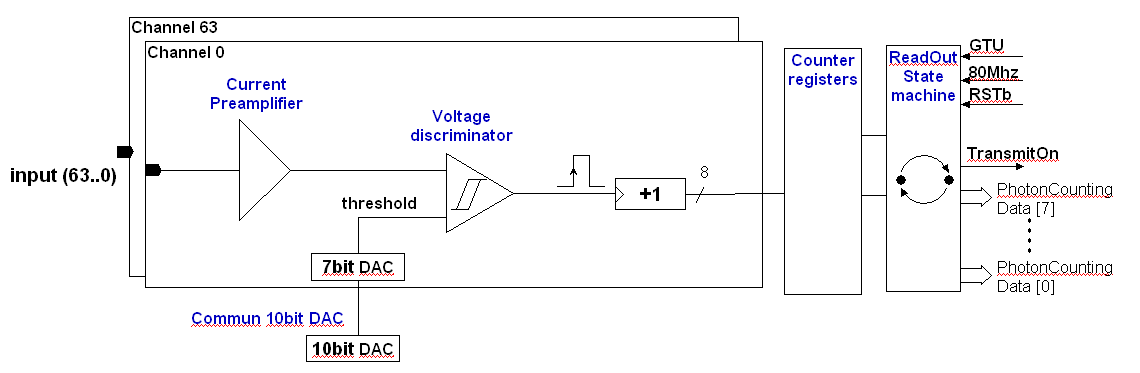 Channel 63
Channel 0
Current
Preamplifier
Voltage
discriminator
input (63..0)
threshold
7bit DAC
Commun 10bit DAC
10bit DAC
+1
8
Counter
registers
ReadOut
State
machine
GTU
80Mhz
RSTb
TransmitOn
PhotonCounting
Data [7]
PhotonCounting
Data [0]